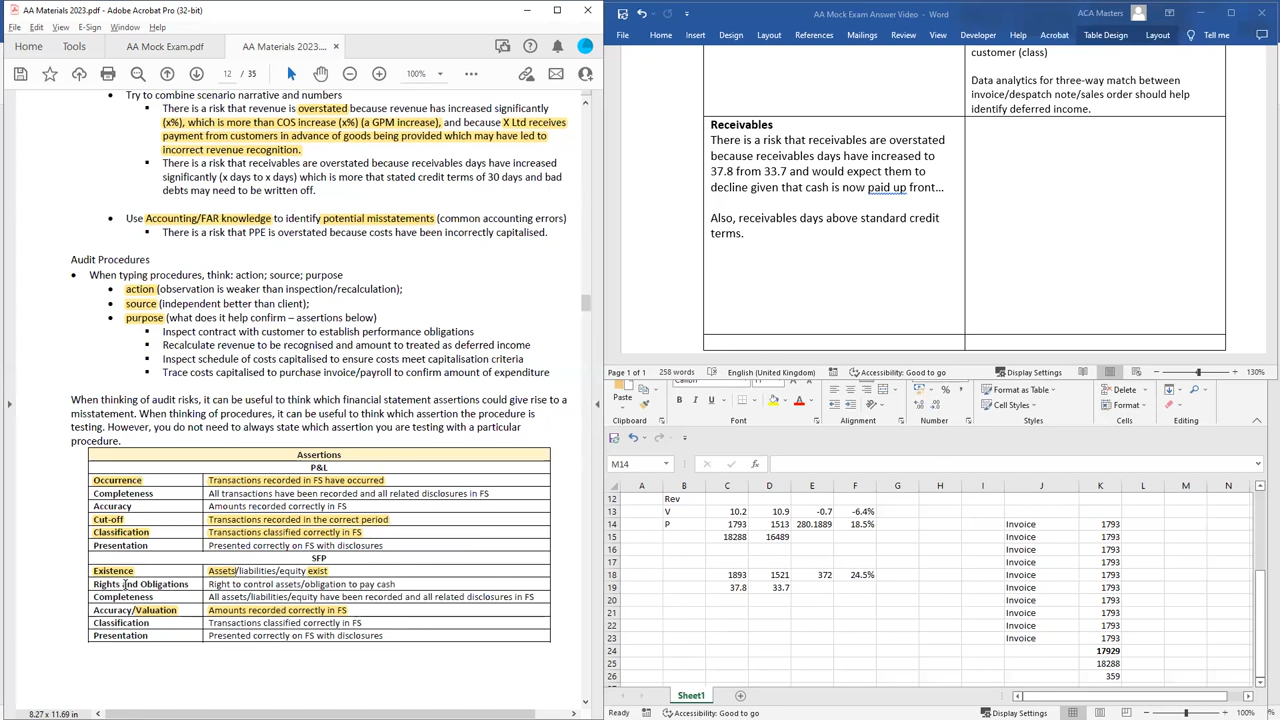 AA Materials 2023.pdf - Adobe Acrobat Pro (32-bit)
File Edit View E-Sign Window Help
Home Tools AA Mock Exam.pdf AA Materials 2023....
12 / 35 100%
Try to combine scenario narrative and numbers
There is a risk that revenue is overstated because revenue has increased significantly
(x%), which is more than COS increase (x%) (a GPM increase), and because X Ltd receives
payment from customers in advance of goods being provided which may have led to
incorrect revenue recognition.
There is a risk that receivables are overstated because receivables days have increased
significantly (x days to x days) which is more that stated credit terms of 30 days and bad
debts may need to be written off.
Use Accounting/FAR knowledge to identify potential misstatements (common accounting errors)
There is a risk that PPE is overstated because costs have been incorrectly capitalised.
Audit Procedures
When typing procedures, think: action; source; purpose
action (observation is weaker than inspection/recalculation);
source (independent better than client);
purpose (what does it help confirm – assertions below)
Inspect contract with customer to establish performance obligations
Recalculate revenue to be recognised and amount to treated as deferred income
Inspect schedule of costs capitalised to ensure costs meet capitalisation criteria
Trace costs capitalised to purchase invoice/payroll to confirm amount of expenditure
When thinking of audit risks, it can be useful to think which financial statement assertions could give rise to a
misstatement. When thinking of procedures, it can be useful to think which assertion the procedure is
testing. However, you do not need to always state which assertion you are testing with a particular
procedure.
Assertions
P&L
Occurrence Transactions recorded in FS have occurred
Completeness All transactions have been recorded and all related disclosures in FS
Accuracy Amounts recorded correctly in FS
Cut-off Transactions recorded in the correct period
Classification Transactions classified correctly in FS
Presentation Presented correctly on FS with disclosures
SFP
Existence Assets/liabilities/equity exist
Rights and Obligations Right to control assets/obligation to pay cash
Completeness All assets/liabilities/equity have been recorded and all related disclosures in FS
Accuracy/Valuation Amounts recorded correctly in FS
Classification Transactions classified correctly in FS
Presentation Presented correctly on FS with disclosures
8.27 x 11.69 in
AA Mock Exam Answer Video - Word ACA Masters
File Home Insert Design Layout References Mailings Review View Developer Help Acrobat Table Design Layout Tell me
customer (class)
Data analytics for three-way match between
invoice/despatch note/sales order should help
identify deferred income.
Receivables
There is a risk that receivables are overstated
because receivables days have increased to
37.8 from 33.7 and would expect them to
decline given that cash is now paid up front...
Also, receivables days above standard credit
terms.
Page 1 of 1 258 words English (United Kingdom) Accessibility: Good to go Display Settings 130%
Calibri 11
Paste B I U Format as Table Delete
Cell Styles Format
Clipboard Font Alignment Number Styles Cells Editing
M14 fx
A B C D E F G H I J K L M N
12 Rev
13 V 10.2 10.9 -0.7 -6.4%
14 P 1793 1513 280.1889 18.5% Invoice 1793
15 18288 16489 Invoice 1793
16 Invoice 1793
17 Invoice 1793
18 1893 1521 372 24.5% Invoice 1793
19 37.8 33.7 Invoice 1793
20 Invoice 1793
21 Invoice 1793
22 Invoice 1793
23 Invoice 1793
24 17929
25 18288
26 359
Sheet1
Ready Accessibility: Good to go Display Settings 100%